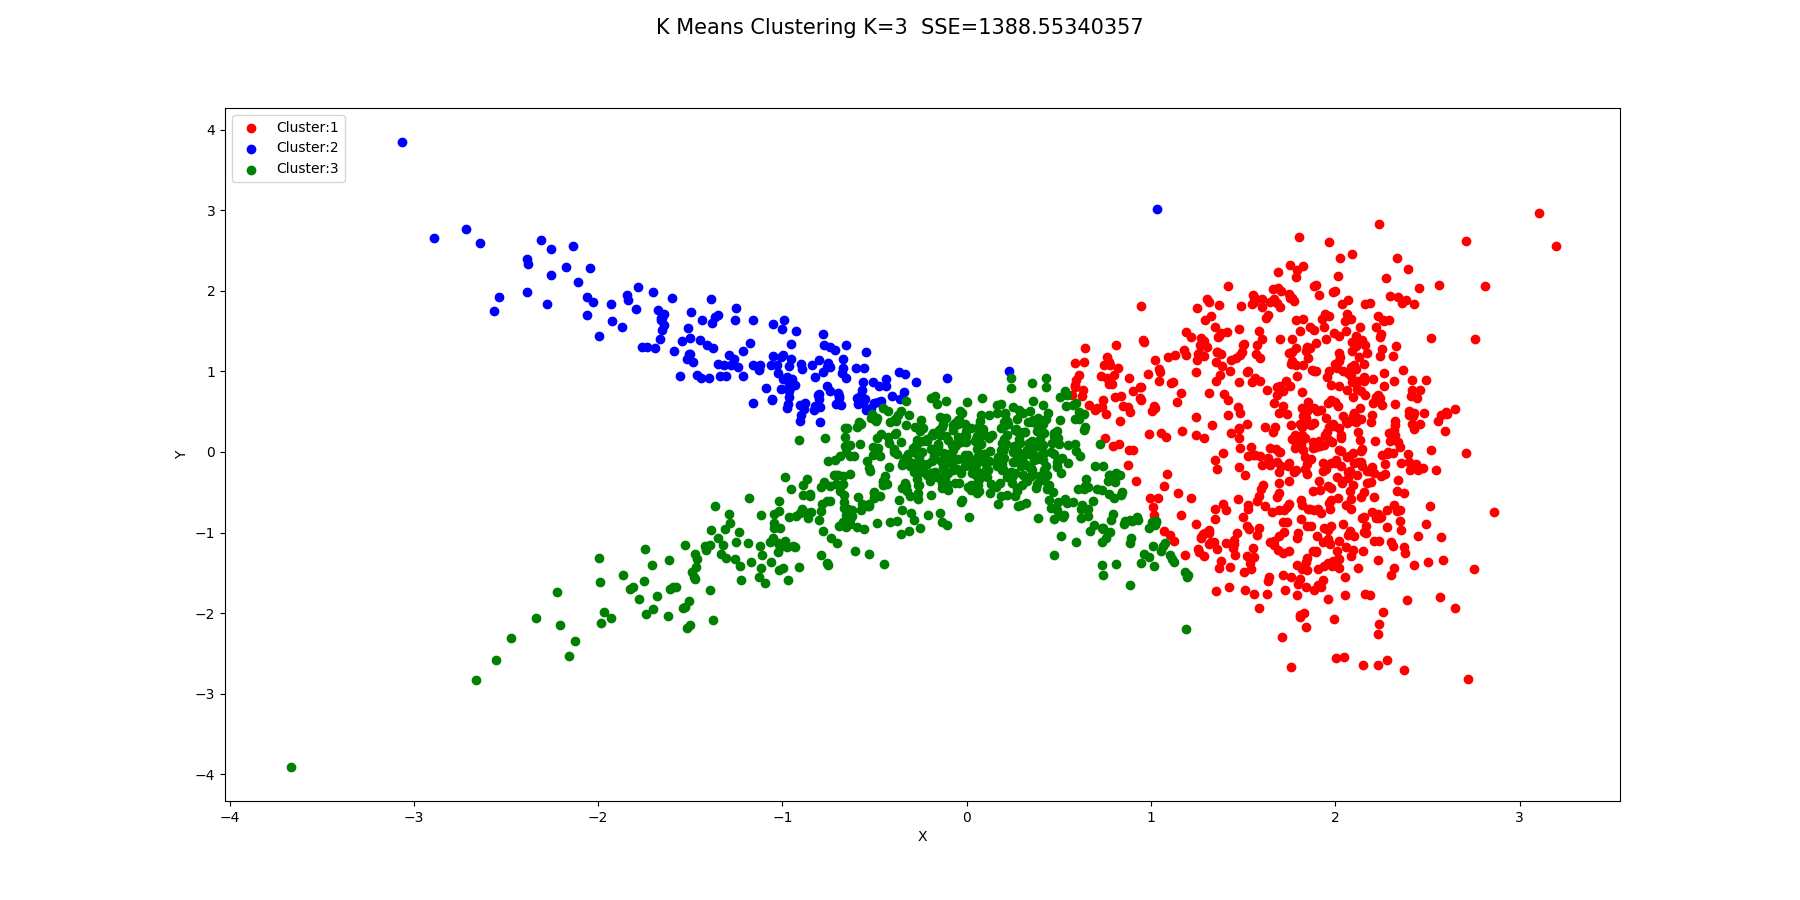 K Means Clustering K=3 SSE=1388.55340357
Cluster:1
Cluster:2
Cluster:3
4
3
2
1
0
−1
−2
−3
−4
Y
−4 −3 −2 −1 0 1 2 3
X